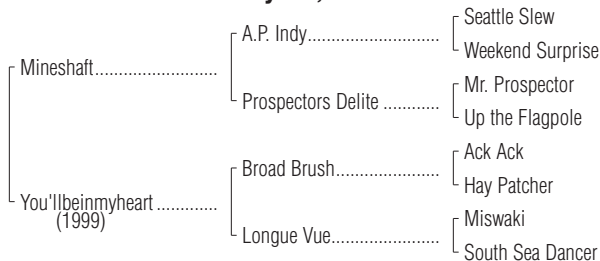 Seattle Slew
A.P. Indy............................
Weekend Surprise
Mineshaft..........................
Mr. Prospector
Prospectors Delite ............
Up the Flagpole
Ack Ack
Broad Brush......................
Hay Patcher
You'llbeinmyheart .............
(1999)
Miswaki
Longue Vue.......................
South Sea Dancer